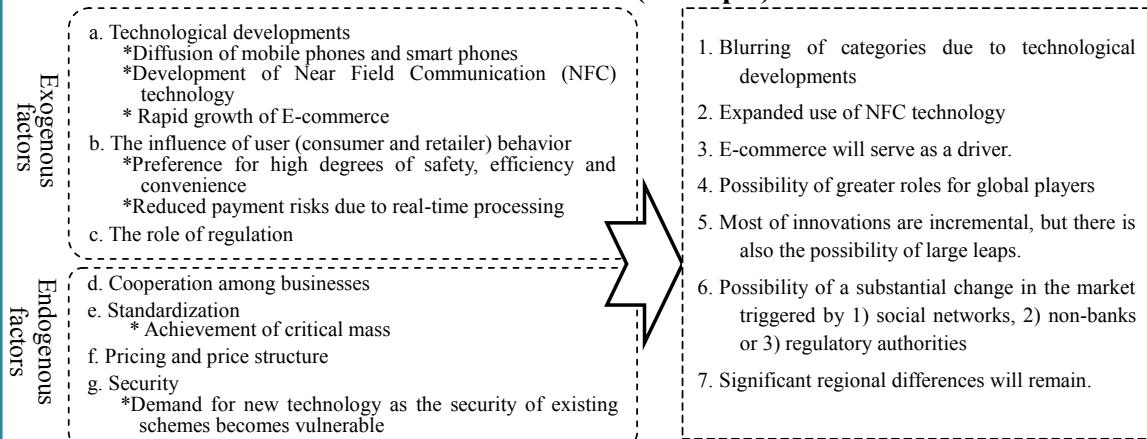 Exogenous
factors
a. Technological developments
*Diffusion of mobile phones and smart phones
*Development of Near Field Communication (NFC)
technology
* Rapid growth of E-commerce
b. The influence of user (consumer and retailer) behavior
*Preference for high degrees of safety, efficiency and
convenience
*Reduced payment risks due to real-time processing
c. The role of regulation
Endogenous
factors
d. Cooperation among businesses
e. Standardization
* Achievement of critical mass
f. Pricing and price structure
g. Security
*Demand for new technology as the security of existing
schemes becomes vulnerable
1. Blurring of categories due to technological
developments
2. Expanded use of NFC technology
3. E-commerce will serve as a driver.
4. Possibility of greater roles for global players
5. Most of innovations are incremental, but there is
also the possibility of large leaps.
6. Possibility of a substantial change in the market
triggered by 1) social networks, 2) non-banks
or 3) regulatory authorities
7. Significant regional differences will remain.